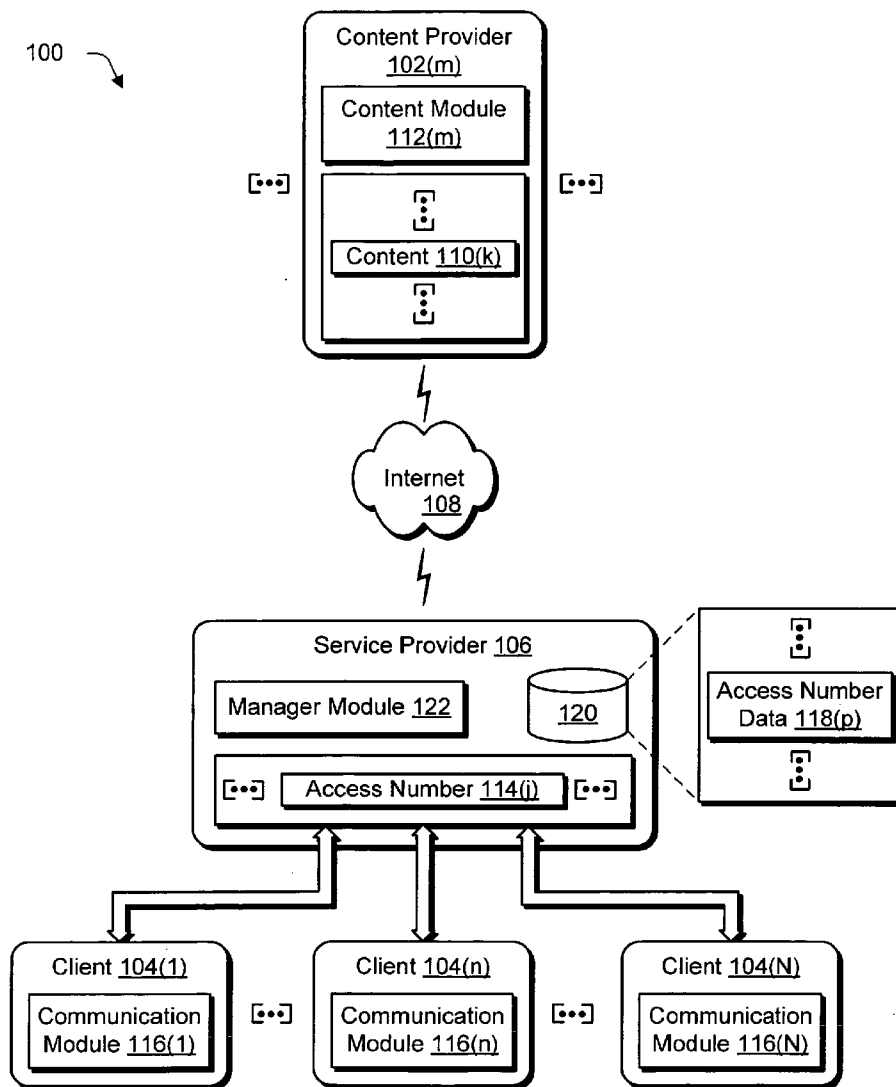 100
Content Provider
102(m)
Content Module
112(m)
Content 110(k)
Internet
108
Service Provider 106
Manager Module 122
120
Access Number
Data 118(p)
Access Number 114(j)
Client 104(1)
Communication
Module 116(1)
Client 104(n)
Communication
Module 116(n)
Client 104(N)
Communication
Module 116(N)